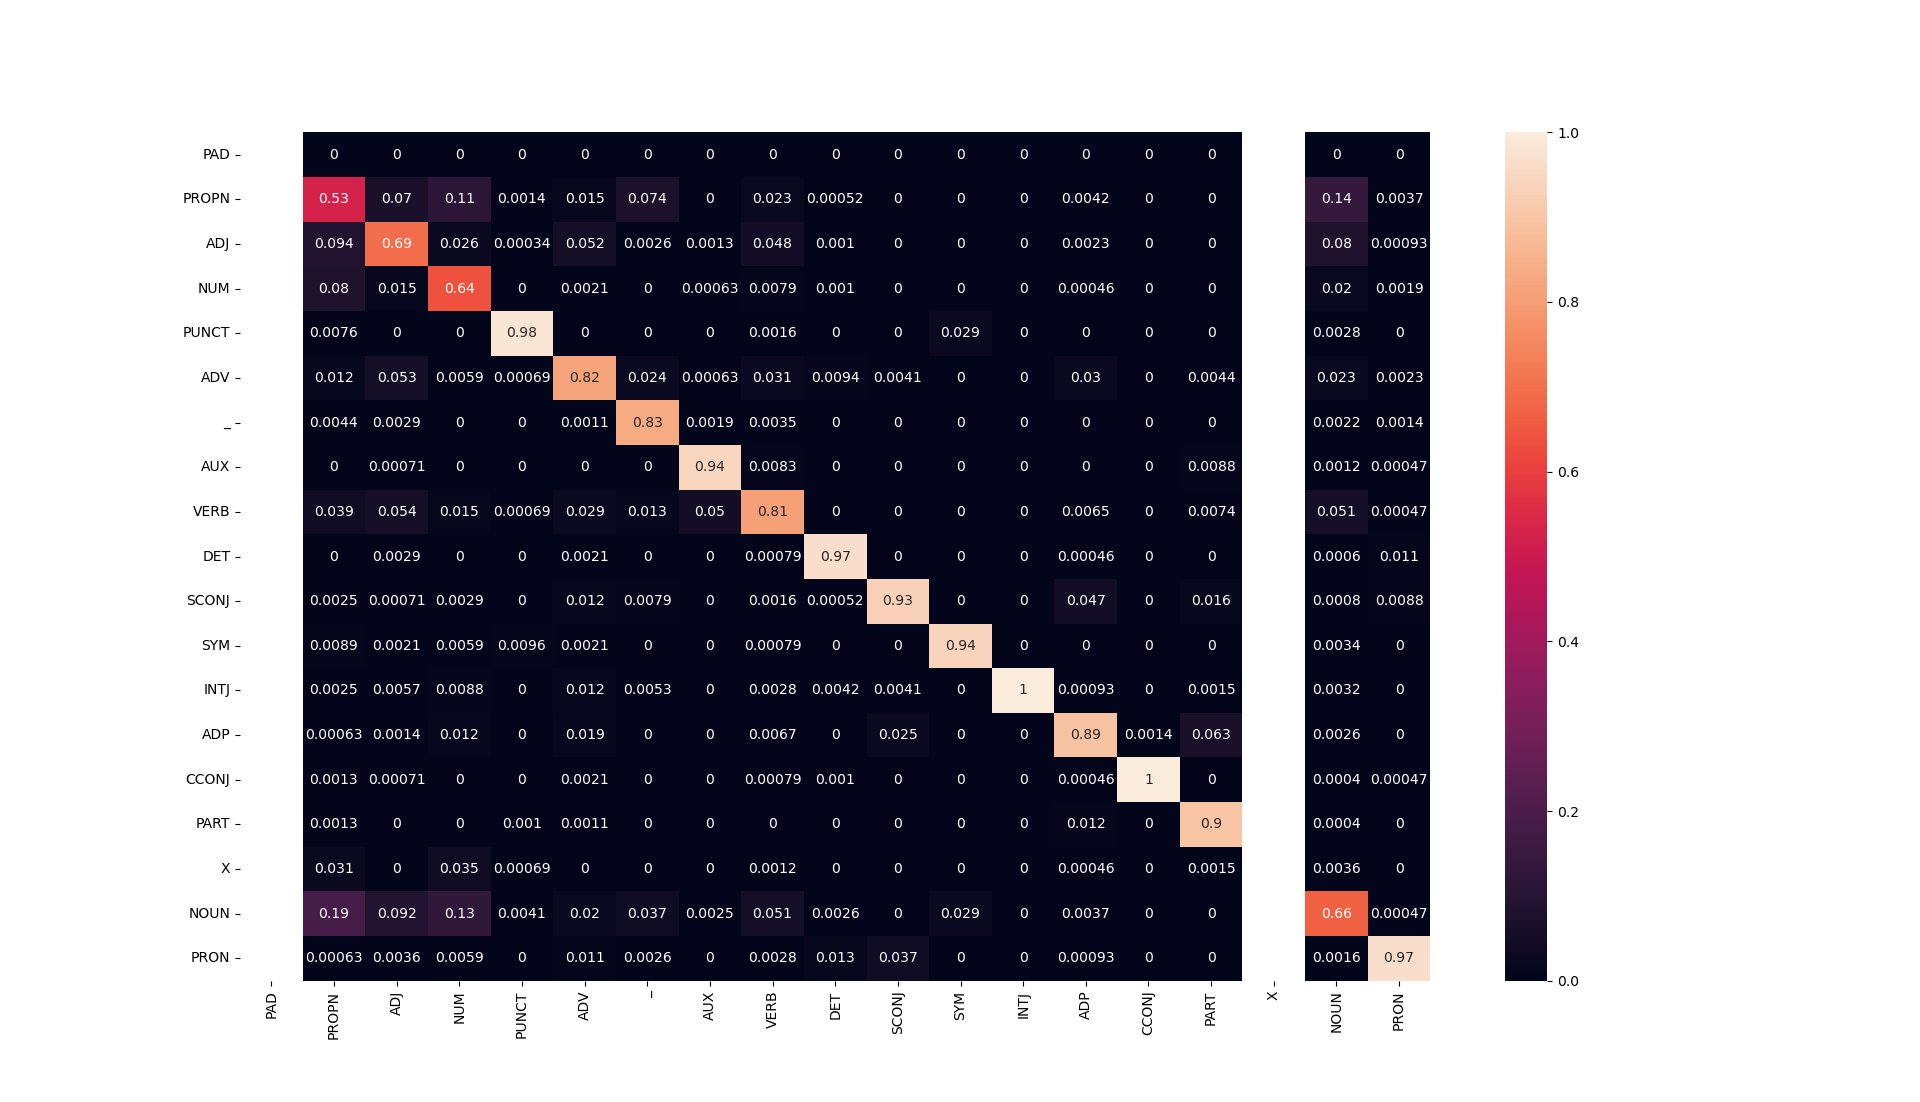 PAD 0 0 0 0 0 0 0 0 0 0 0 0 0 0 0 0 0 1.0
PROPN 0.53 0.07 0.11 0.0014 0.015 0.074 0 0.023 0.00052 0 0 0 0.0042 0 0 0.14 0.0037
ADJ 0.094 0.69 0.026 0.00034 0.052 0.0026 0.0013 0.048 0.001 0 0 0 0.0023 0 0 0.08 0.00093
NUM 0.08 0.015 0.64 0 0.0021 0 0.00063 0.0079 0.001 0 0 0 0.00046 0 0 0.02 0.0019 0.8
PUNCT 0.0076 0 0 0.98 0 0 0 0.0016 0 0 0.029 0 0 0 0 0.0028 0
ADV 0.012 0.053 0.0059 0.00069 0.82 0.024 0.00063 0.031 0.0094 0.0041 0 0 0.03 0 0.0044 0.023 0.0023
_ 0.0044 0.0029 0 0 0.0011 0.83 0.0019 0.0035 0 0 0 0 0 0 0 0.0022 0.0014
AUX 0 0.00071 0 0 0 0 0.94 0.0083 0 0 0 0 0 0 0.0088 0.0012 0.00047 0.6
VERB 0.039 0.054 0.015 0.00069 0.029 0.013 0.05 0.81 0 0 0 0 0.0065 0 0.0074 0.051 0.00047
DET 0 0.0029 0 0 0.0021 0 0 0.00079 0.97 0 0 0 0.00046 0 0 0.0006 0.011
SCONJ 0.0025 0.00071 0.0029 0 0.012 0.0079 0 0.0016 0.00052 0.93 0 0 0.047 0 0.016 0.0008 0.0088
SYM 0.0089 0.0021 0.0059 0.0096 0.0021 0 0 0.00079 0 0 0.94 0 0 0 0 0.0034 0 0.4
INTJ 0.0025 0.0057 0.0088 0 0.012 0.0053 0 0.0028 0.0042 0.0041 0 1 0.00093 0 0.0015 0.0032 0
ADP 0.00063 0.0014 0.012 0 0.019 0 0 0.0067 0 0.025 0 0 0.89 0.0014 0.063 0.0026 0
CCONJ 0.0013 0.00071 0 0 0.0021 0 0 0.00079 0.001 0 0 0 0.00046 1 0 0.0004 0.00047
PART 0.0013 0 0 0.001 0.0011 0 0 0 0 0 0 0 0.012 0 0.9 0.0004 0 0.2
X 0.031 0 0.035 0.00069 0 0 0 0.0012 0 0 0 0 0.00046 0 0.0015 0.0036 0
NOUN 0.19 0.092 0.13 0.0041 0.02 0.037 0.0025 0.051 0.0026 0 0.029 0 0.0037 0 0 0.66 0.00047
PRON 0.00063 0.0036 0.0059 0 0.011 0.0026 0 0.0028 0.013 0.037 0 0 0.00093 0 0 0.0016 0.97
0.0
PAD PROPN ADJ NUM PUNCT ADV _ AUX VERB DET SCONJ SYM INTJ ADP CCONJ PART X NOUN PRON